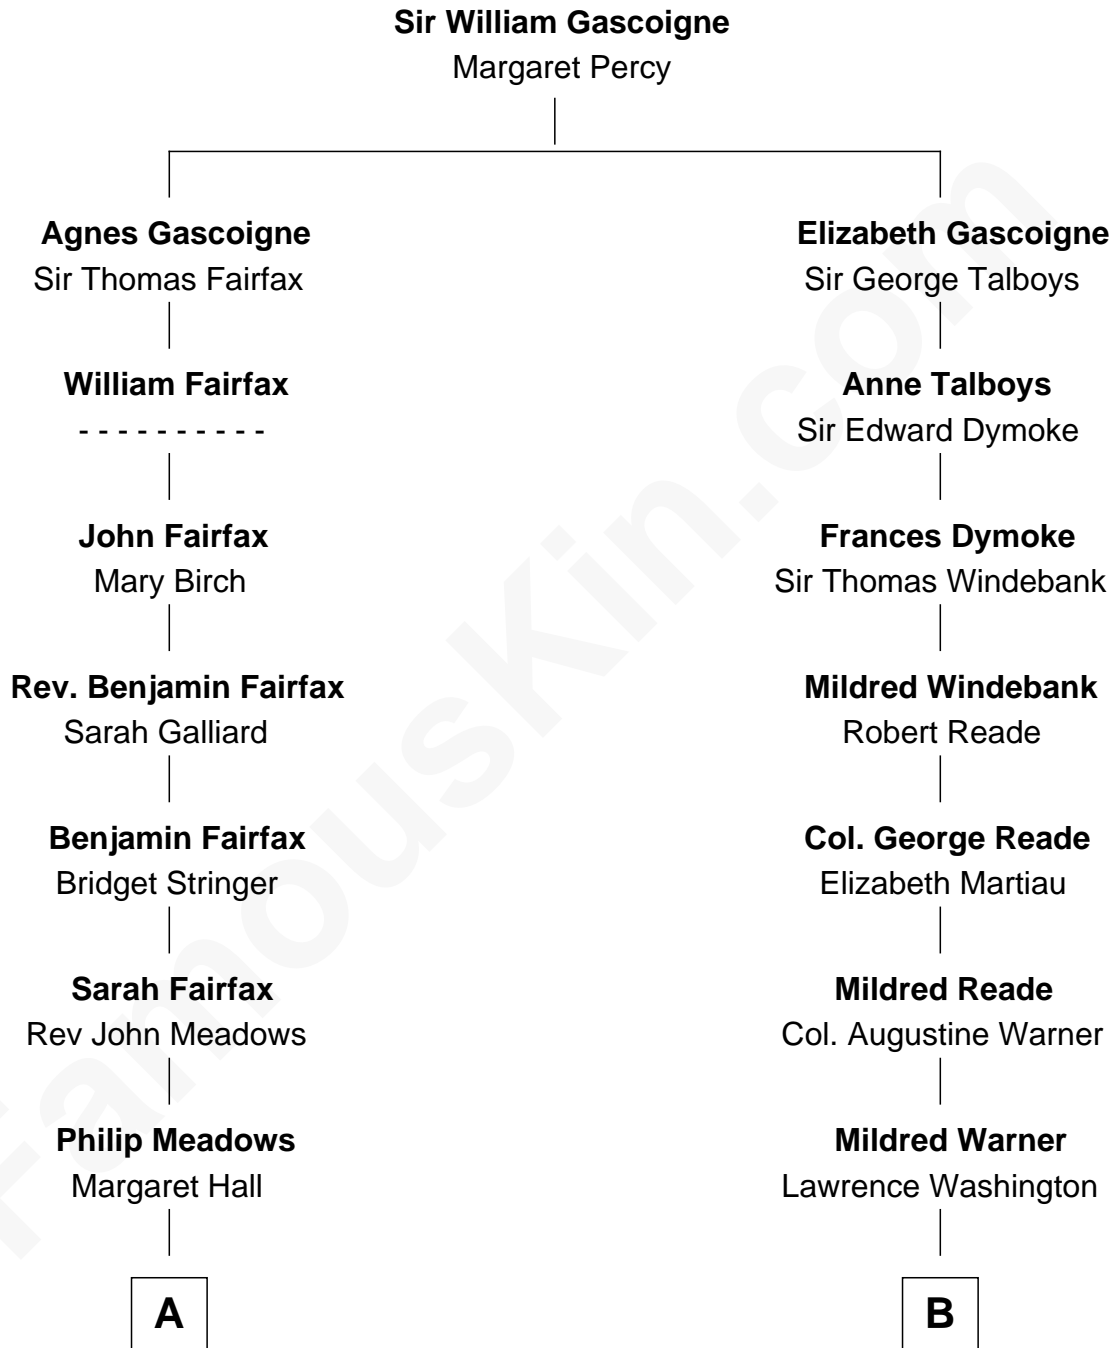 Sir William Gascoigne
Margaret Percy
Agnes Gascoigne
Sir Thomas Fairfax
Elizabeth Gascoigne
Sir George Talboys
William Fairfax
- - - - - - - - - -
Anne Talboys
Sir Edward Dymoke
John Fairfax
Mary Birch
Frances Dymoke
Sir Thomas Windebank
Rev. Benjamin Fairfax
Sarah Galliard
Mildred Windebank
Robert Reade
Benjamin Fairfax
Bridget Stringer
Col. George Reade
Elizabeth Martiau
Sarah Fairfax
Rev John Meadows
Mildred Reade
Col. Augustine Warner
Philip Meadows
Margaret Hall
Mildred Warner
Lawrence Washington
A
B
FamousKin.com